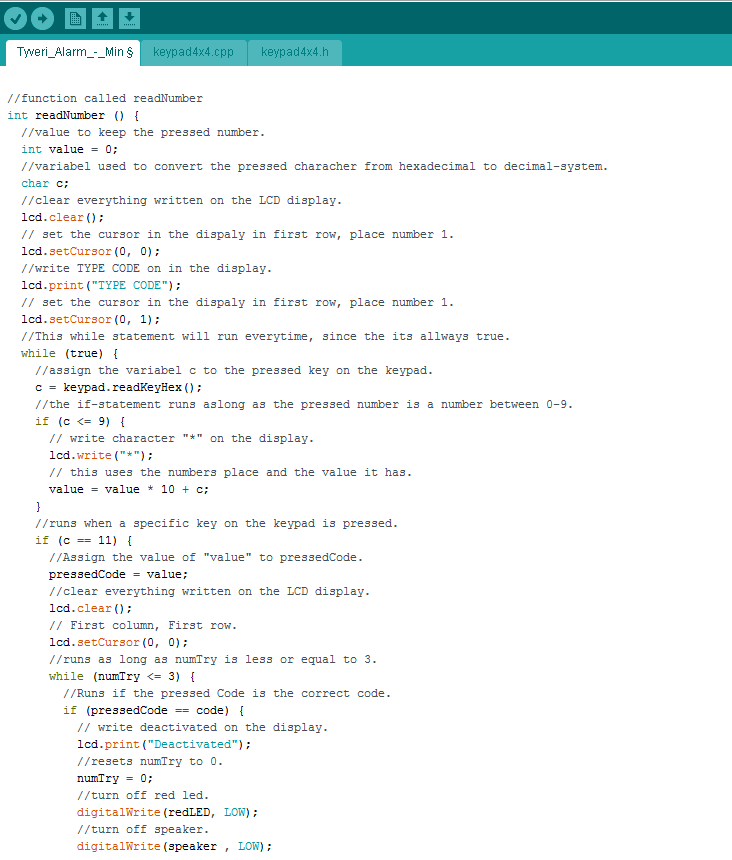 Tyveri_Alarm_-_Min § keypad4x4.cpp keypad4x4.h
//function called readNumber
int readNumber () {
//value to keep the pressed number.
int value = 0;
//variabel used to convert the pressed characher from hexadecimal to decimal-system.
char c;
//clear everything written on the LCD display.
lcd.clear();
// set the cursor in the dispaly in first row, place number 1.
lcd.setCursor(0, 0);
//write TYPE CODE on in the display.
lcd.print("TYPE CODE");
// set the cursor in the dispaly in first row, place number 1.
lcd.setCursor(0, 1);
//This while statement will run everytime, since the its allways true.
while (true) {
//assign the variabel c to the pressed key on the keypad.
c = keypad.readKeyHex();
//the if-statement runs aslong as the pressed number is a number between 0-9.
if (c <= 9) {
// write character "*" on the display.
lcd.write("*");
// this uses the numbers place and the value it has.
value = value * 10 + c;
}
//runs when a specific key on the keypad is pressed.
if (c == 11) {
//Assign the value of "value" to pressedCode.
pressedCode = value;
//clear everything written on the LCD display.
lcd.clear();
// First column, First row.
lcd.setCursor(0, 0);
//runs as long as numTry is less or equal to 3.
while (numTry <= 3) {
//Runs if the pressed Code is the correct code.
if (pressedCode == code) {
// write deactivated on the display.
lcd.print("Deactivated");
//resets numTry to 0.
numTry = 0;
//turn off red led.
digitalWrite(redLED, LOW);
//turn off speaker.
digitalWrite(speaker , LOW);